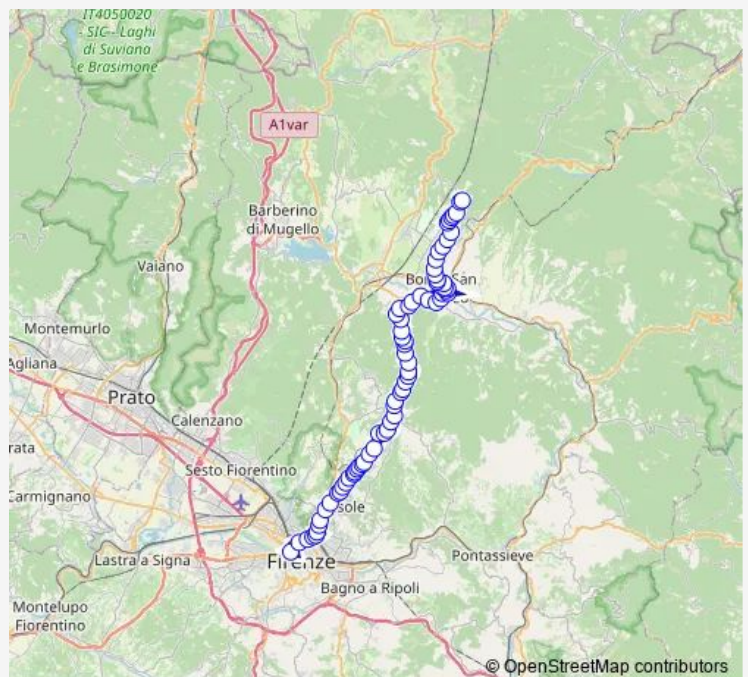 IT4050020
- SIC - Laghi
di Suviana
e Brasimone
A1var
Barberino
di Mugello
Vaiano
San
Montemurlo
Agliana
Prato
Calenzano
Sesto Fiorentino
Carmignano
Lastra a Signa
Firenze
Pontassieve
Bagno a Ripoli
Montelupo
Fiorentino
© OpenStreetMap contributors